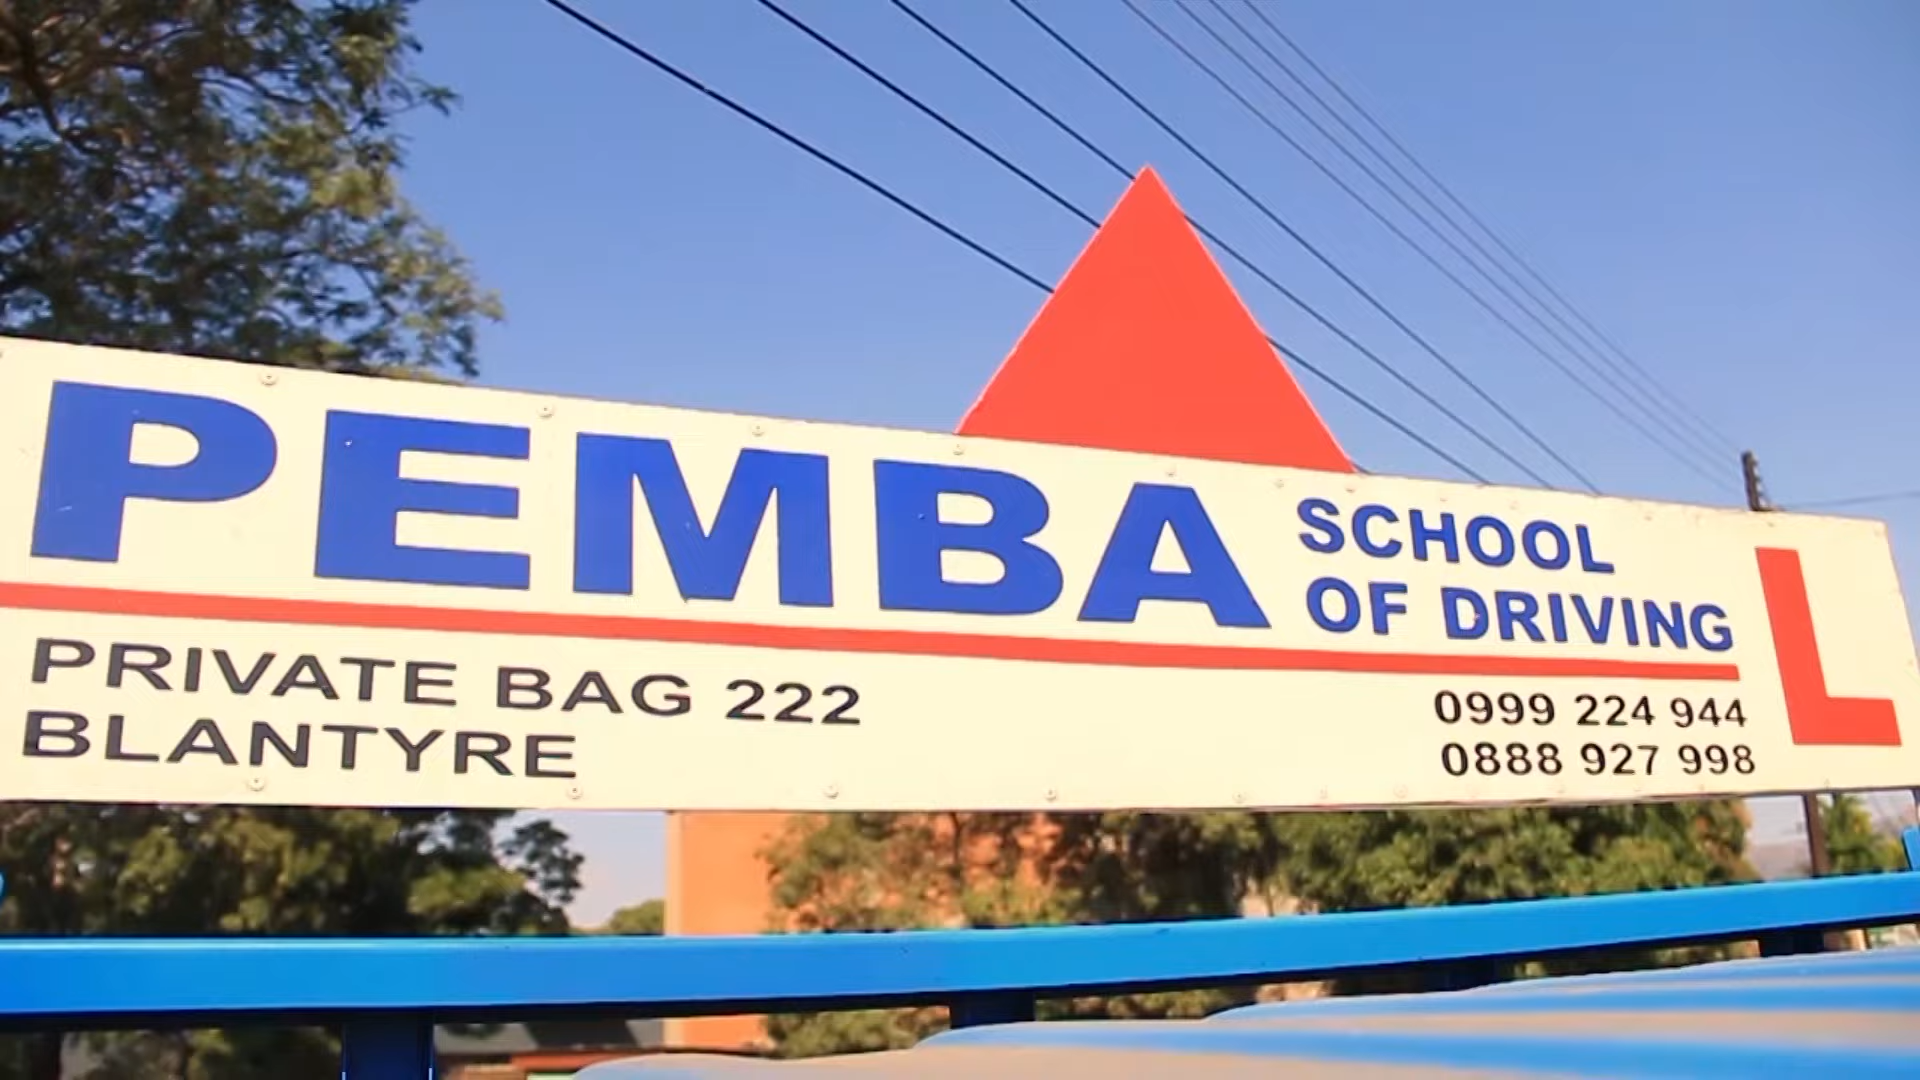 PEMBA
SCHOOL
OF DRIVING
L
PRIVATE BAG 222
BLANTYRE
0999 224 944
0888 927 998